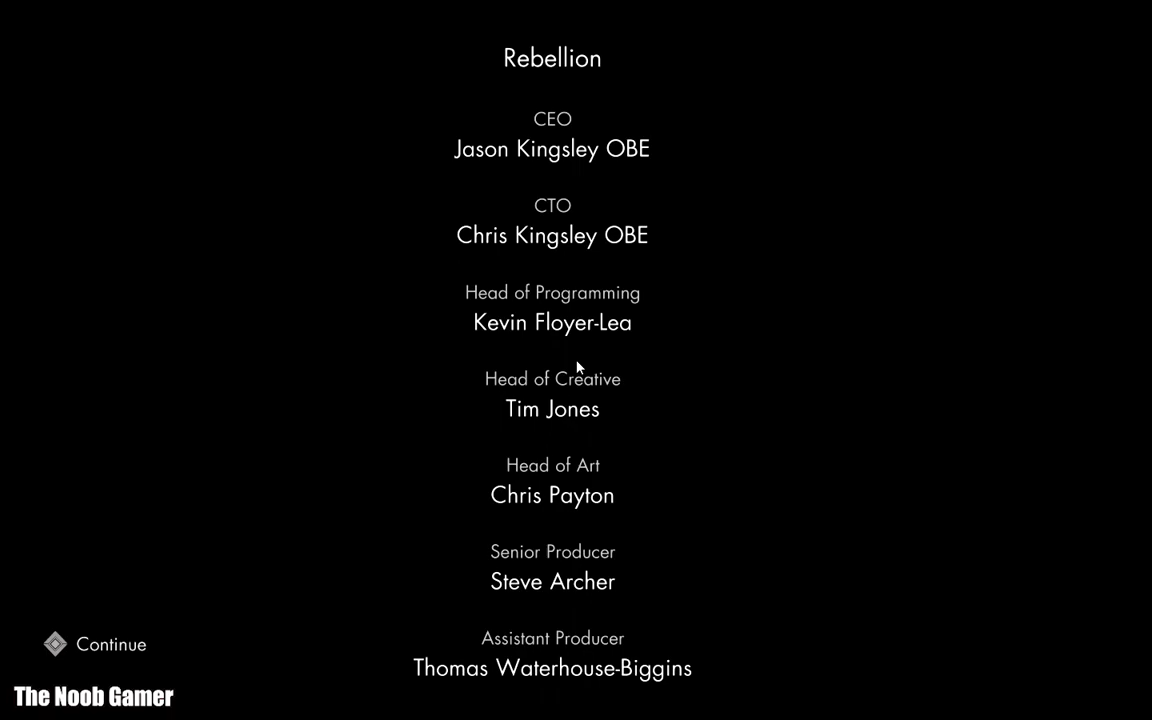 Rebellion
CEO
Jason Kingsley OBE
CTO
Chris Kingsley OBE
Head of Programming
Kevin Floyer-Lea
Head of Creative
Tim Jones
Head of Art
Chris Payton
Senior Producer
Steve Archer
Assistant Producer
Thomas Waterhouse-Biggins
Continue
The Noob Gamer